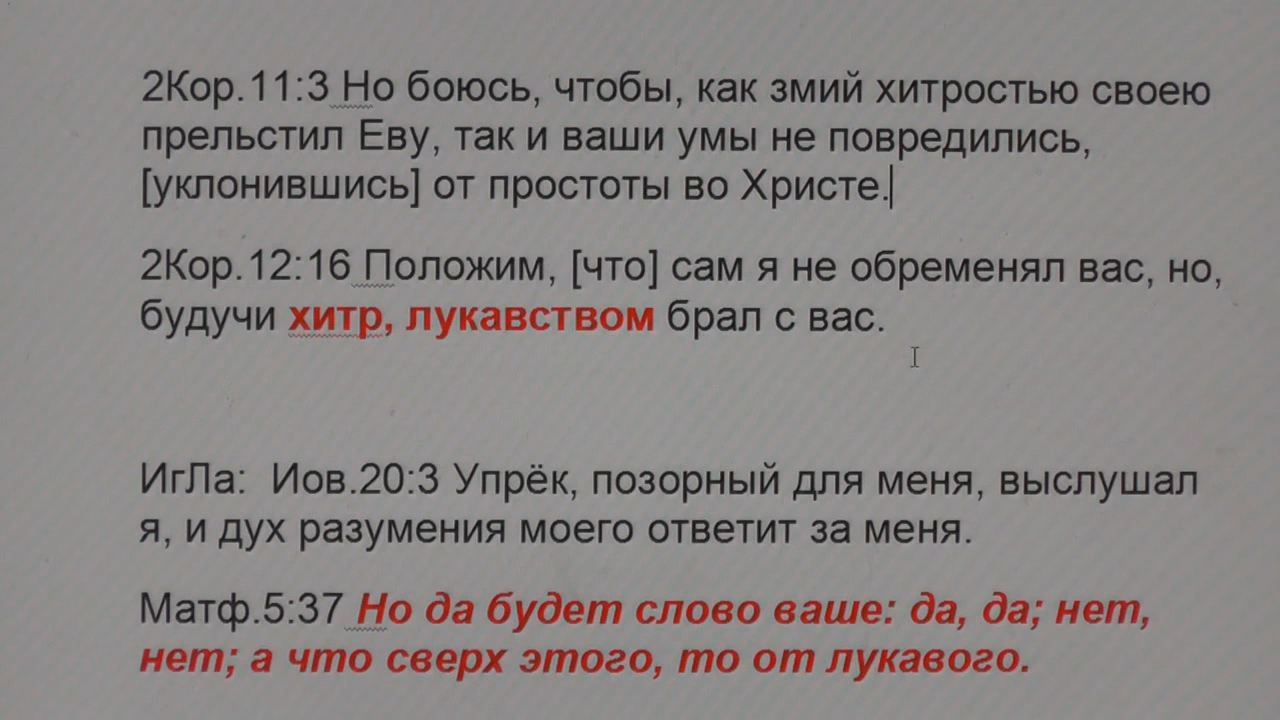 2Кор.11:3 Но боюсь, чтобы, как змий хитростью своею
прельстил Еву, так и ваши умы не повредились,
[уклонившись] от простоты во Христе.
2Кор.12:16 Положим, [что] сам я не обременял вас, но,
будучи хитр, лукавством брал с вас.
ИгЛа:  Иов.20:3 Упрёк, позорный для меня, выслушал
я, и дух разумения моего ответит за меня.
Матф.5:37 Но да будет слово ваше: да, да; нет,
нет; а что сверх этого, то от лукавого.